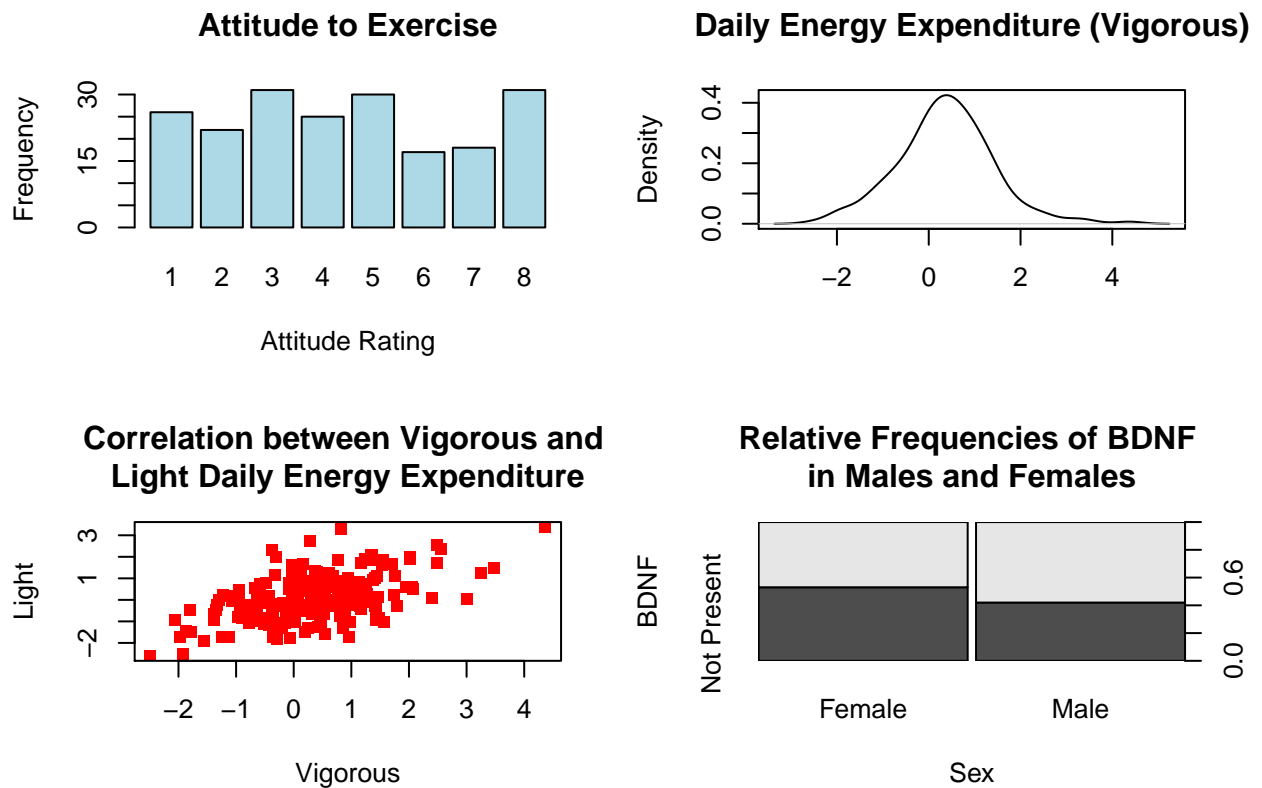 Attitude to Exercise
Frequency
30
15
0
1 2 3 4 5 6 7 8
Attitude Rating
Daily Energy Expenditure (Vigorous)
Density
0.4
0.2
0.0
−2 0 2 4
Correlation between Vigorous and
Light Daily Energy Expenditure
Light
3
1
−2
−2 −1 0 1 2 3 4
Vigorous
Relative Frequencies of BDNF
in Males and Females
BDNF
Not Present
0.6
0.0
Female Male
Sex